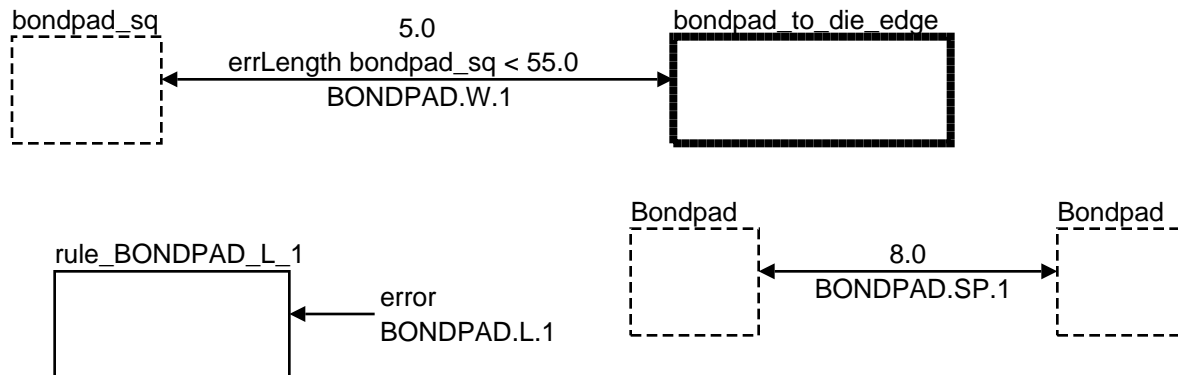 bondpad_sq
5.0
errLength bondpad_sq < 55.0
BONDPAD.W.1
bondpad_to_die_edge
rule_BONDPAD_L_1
error
BONDPAD.L.1
Bondpad
8.0
BONDPAD.SP.1
Bondpad